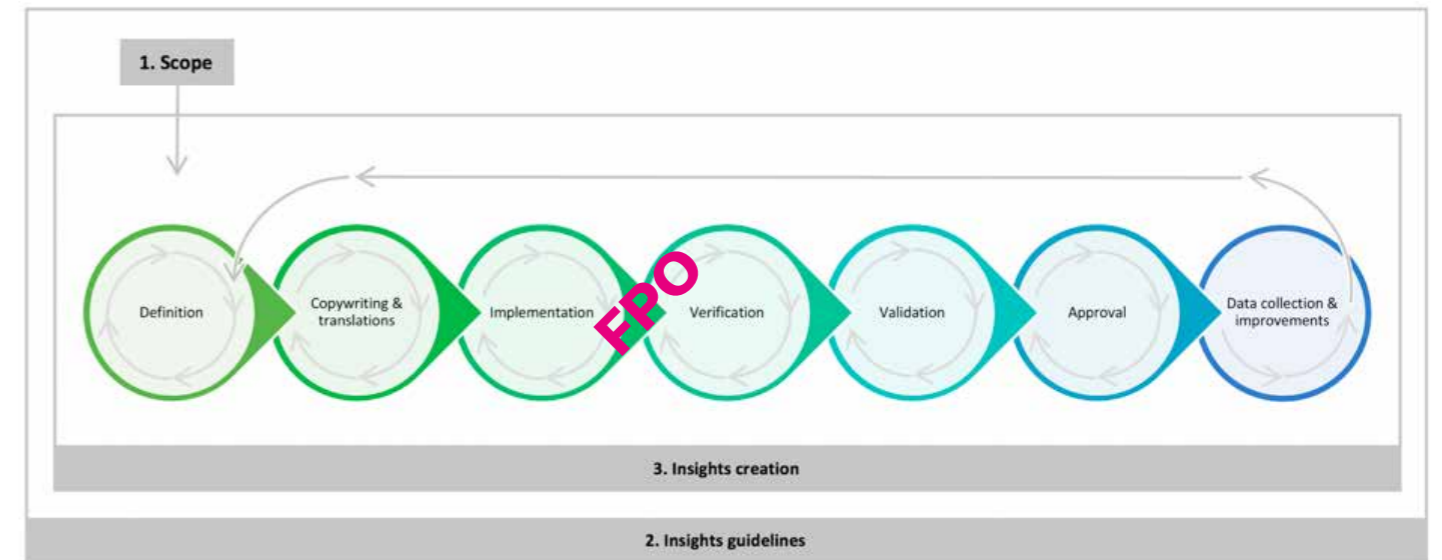 1. Scope
Definition
Copywriting &
translations
Implementation
FPO
Verification
Validation
Approval
Data collection &
improvements
3. Insights creation
2. Insights guidelines